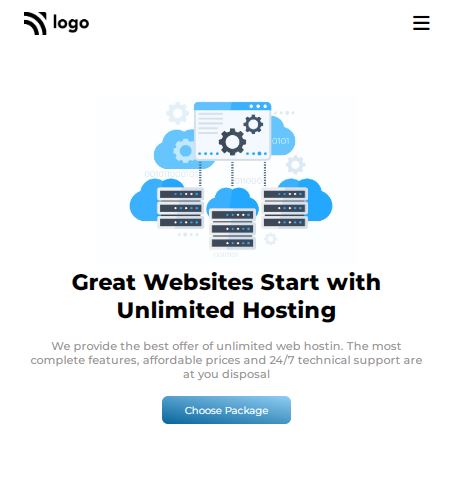 logo
0101
Great Websites Start with
Unlimited Hosting
We provide the best offer of unlimited web hostin. The most
complete features, affordable prices and 24/7 technical support are
at you disposal
Choose Package